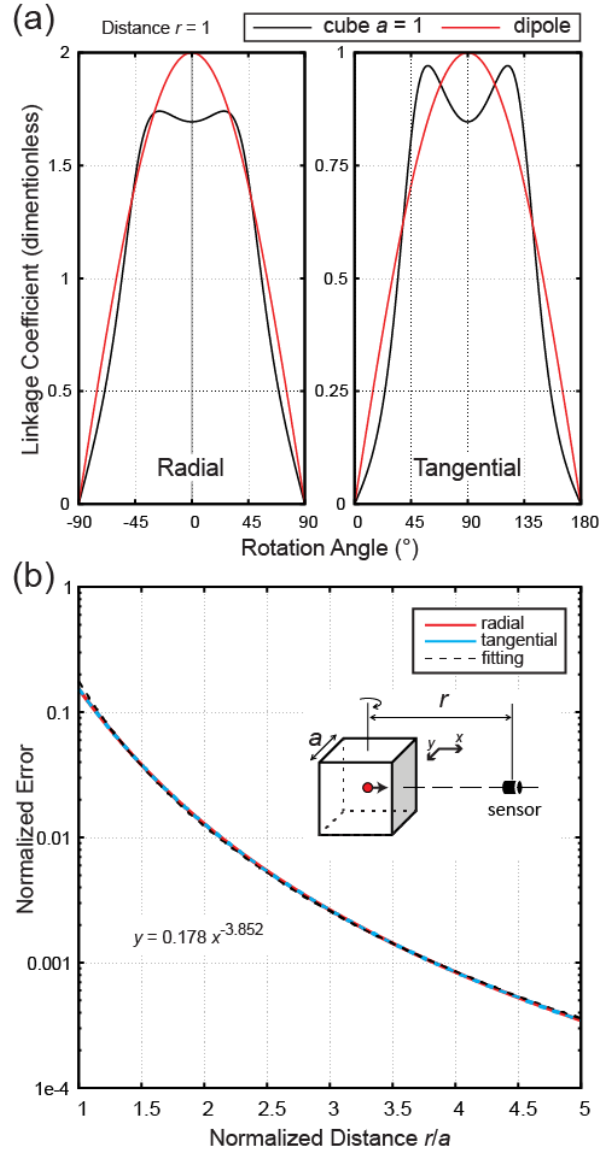 (a)
Distance r = 1
cube a = 1
dipole
Linkage Coefficient (dimentionless)
2
1.5
1
0.5
0
Radial
-90
-45
0
45
90
1
0.75
0.5
0.25
0
Tangential
0
45
90
135
180
Rotation Angle (°)
(b)
Normalized Error
1
0.1
0.01
0.001
1e-4
radial
tangential
fitting
r
a
y
x
sensor
y = 0.178 x^-3.852
1
1.5
2
2.5
3
3.5
4
4.5
5
Normalized Distance r/a